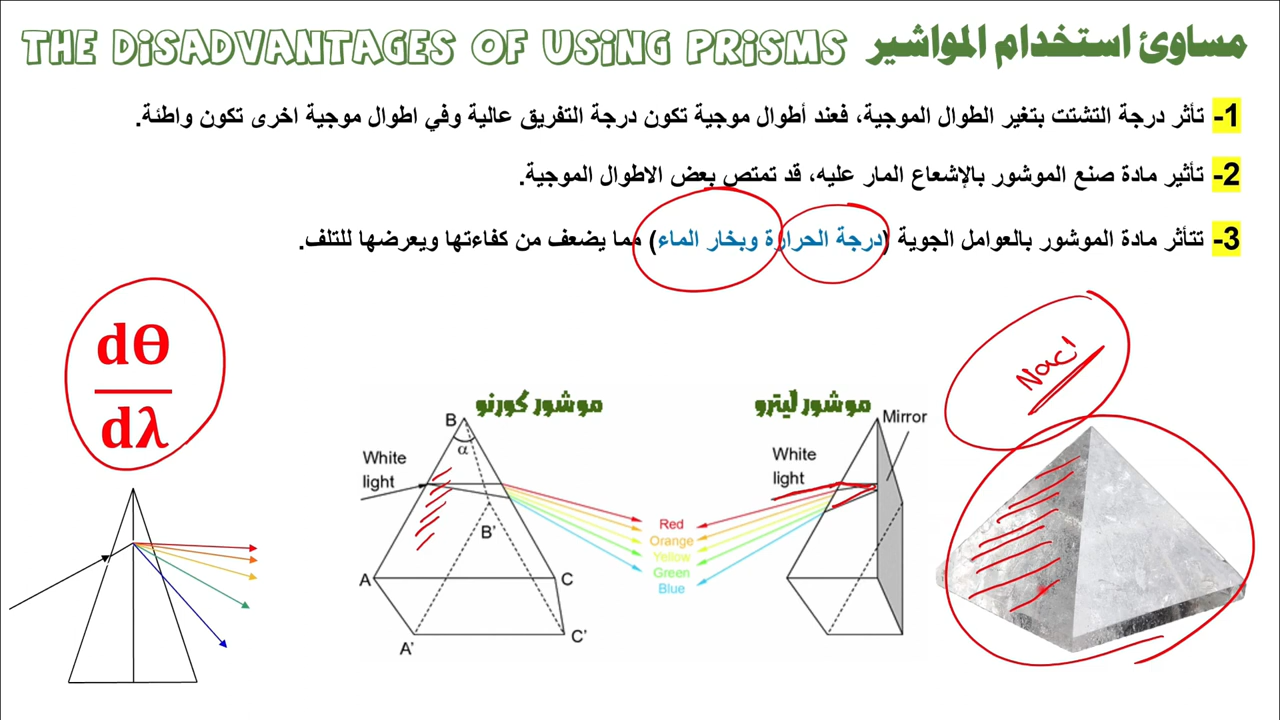 THE DISADVANTAGES OF USING PRISMS مساوئ استخدام المواشير
1- تأثر درجة التشتت بتغير الطوال الموجية، فعند أطوال موجية تكون درجة التفريق عالية وفي اطوال موجية اخرى تكون واطئة.
2- تأثير مادة صنع الموشور بالإشعاع المار عليه، قد تمتص بعض الاطوال الموجية.
3- تتأثر مادة الموشور بالعوامل الجوية (درجة الحرارة وبخار الماء) مما يضعف من كفاءتها ويعرضها للتلف.
dθ
dλ
NaCl
موشور كورنو
موشور ليترو
B
α
White
light
B'
A
C
A'
C'
Mirror
White
light
Red
Orange
Yellow
Green
Blue